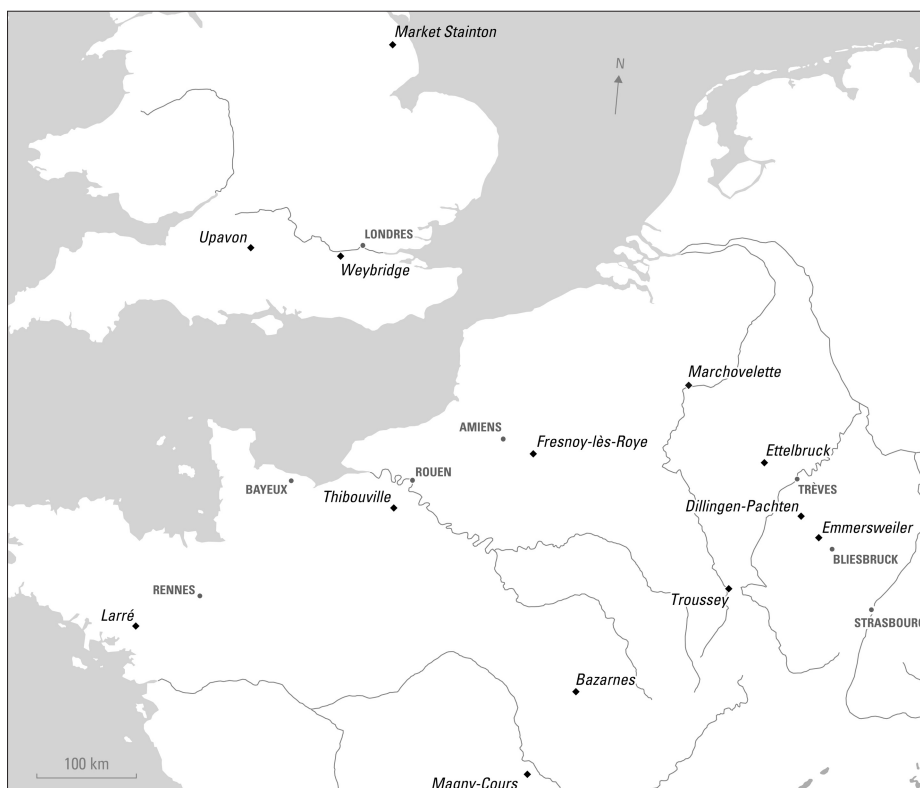 Market Stainton
N
LONDRES
Upavon
Weybridge
Marchovelette
AMIENS
Fresnoy-lès-Roye
Ettelbruck
ROUEN
BAYEUX
TRÈVES
Thibouville
Dillingen-Pachten
Emmersweiler
BLIESBRUCK
RENNES
Troussey
Larré
STRASBOURG
Bazarnes
100 km
Magny-Cours